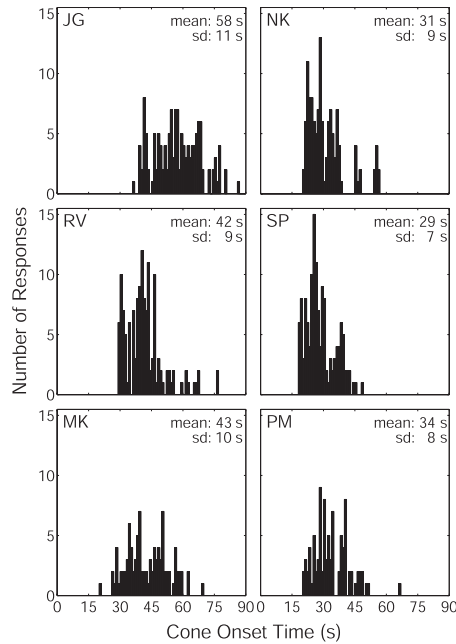 JG
mean: 58 s
sd: 11 s
NK
mean: 31 s
sd: 9 s
15
10
5
0
RV
mean: 42 s
sd: 9 s
SP
mean: 29 s
sd: 7 s
15
10
5
0
MK
mean: 43 s
sd: 10 s
PM
mean: 34 s
sd: 8 s
15
10
5
0
Number of Responses
0 15 30 45 60 75 90 0 15 30 45 60 75 90
Cone Onset Time (s)